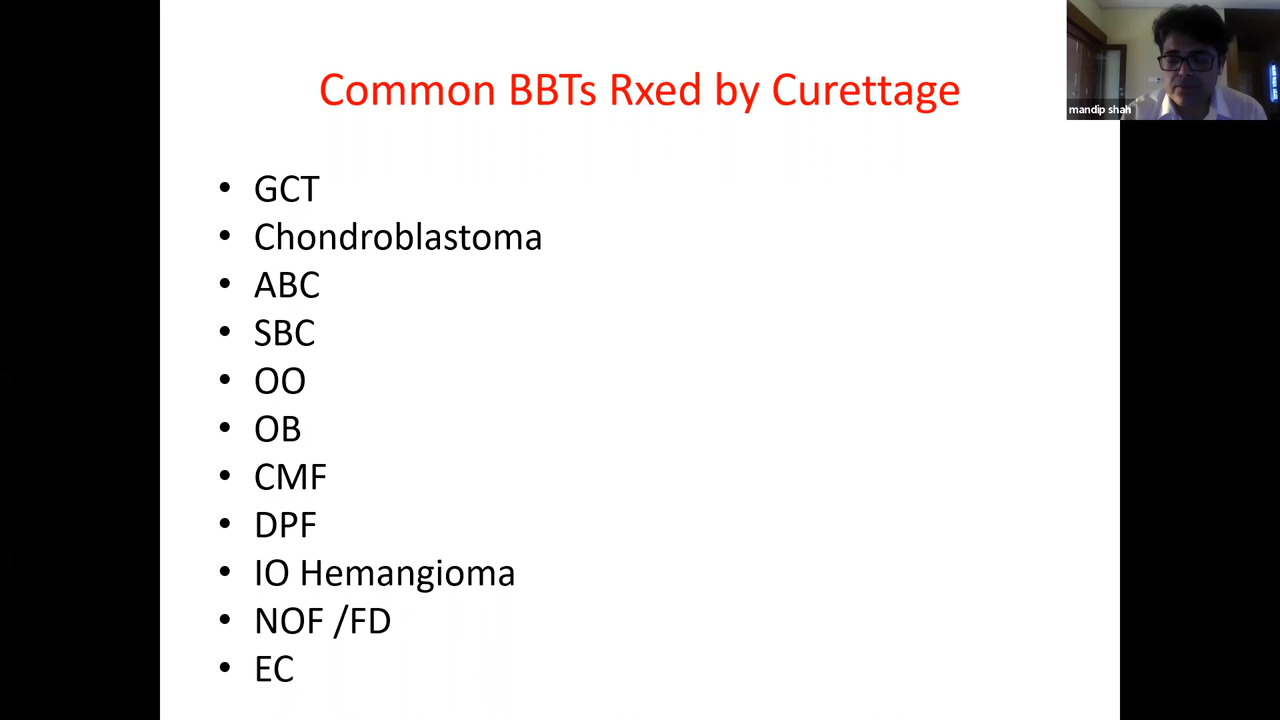 Common BBTs Rxed by Curettage
mandip shah
• GCT
• Chondroblastoma
• ABC
• SBC
• OO
• OB
• CMF
• DPF
• IO Hemangioma
• NOF /FD
• EC